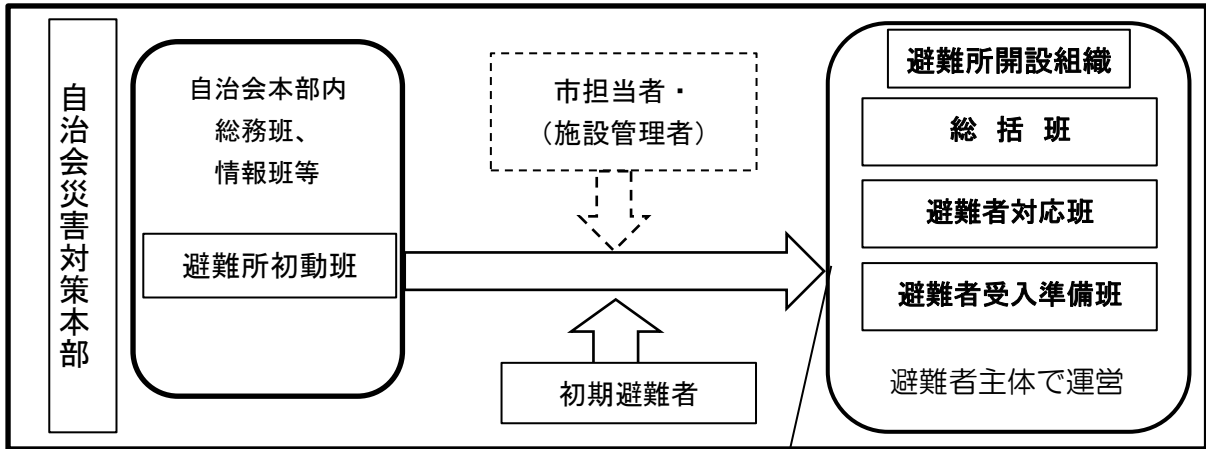 自治会災害対策本部
自治会本部内
総務班、
情報班等
避難所初動班
市担当者・
（施設管理者）
初期避難者
避難所開設組織
総 括 班
避難者対応班
避難者受入準備班
避難者主体で運営